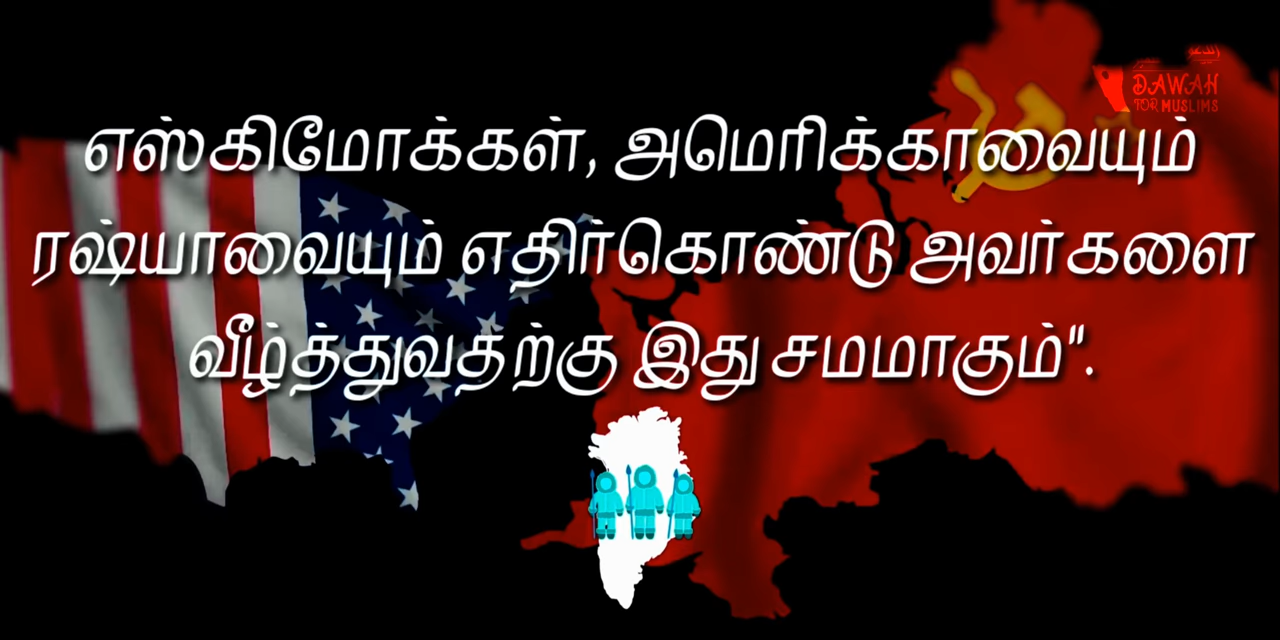 DAWAH
FOR MUSLIMS
எஸ்கிமோக்கள், அமெரிக்காவையும்
ரஷ்யாவையும் எதிர்கொண்டு அவர்களை
வீழ்த்துவதற்கு இது சமமாகும்".